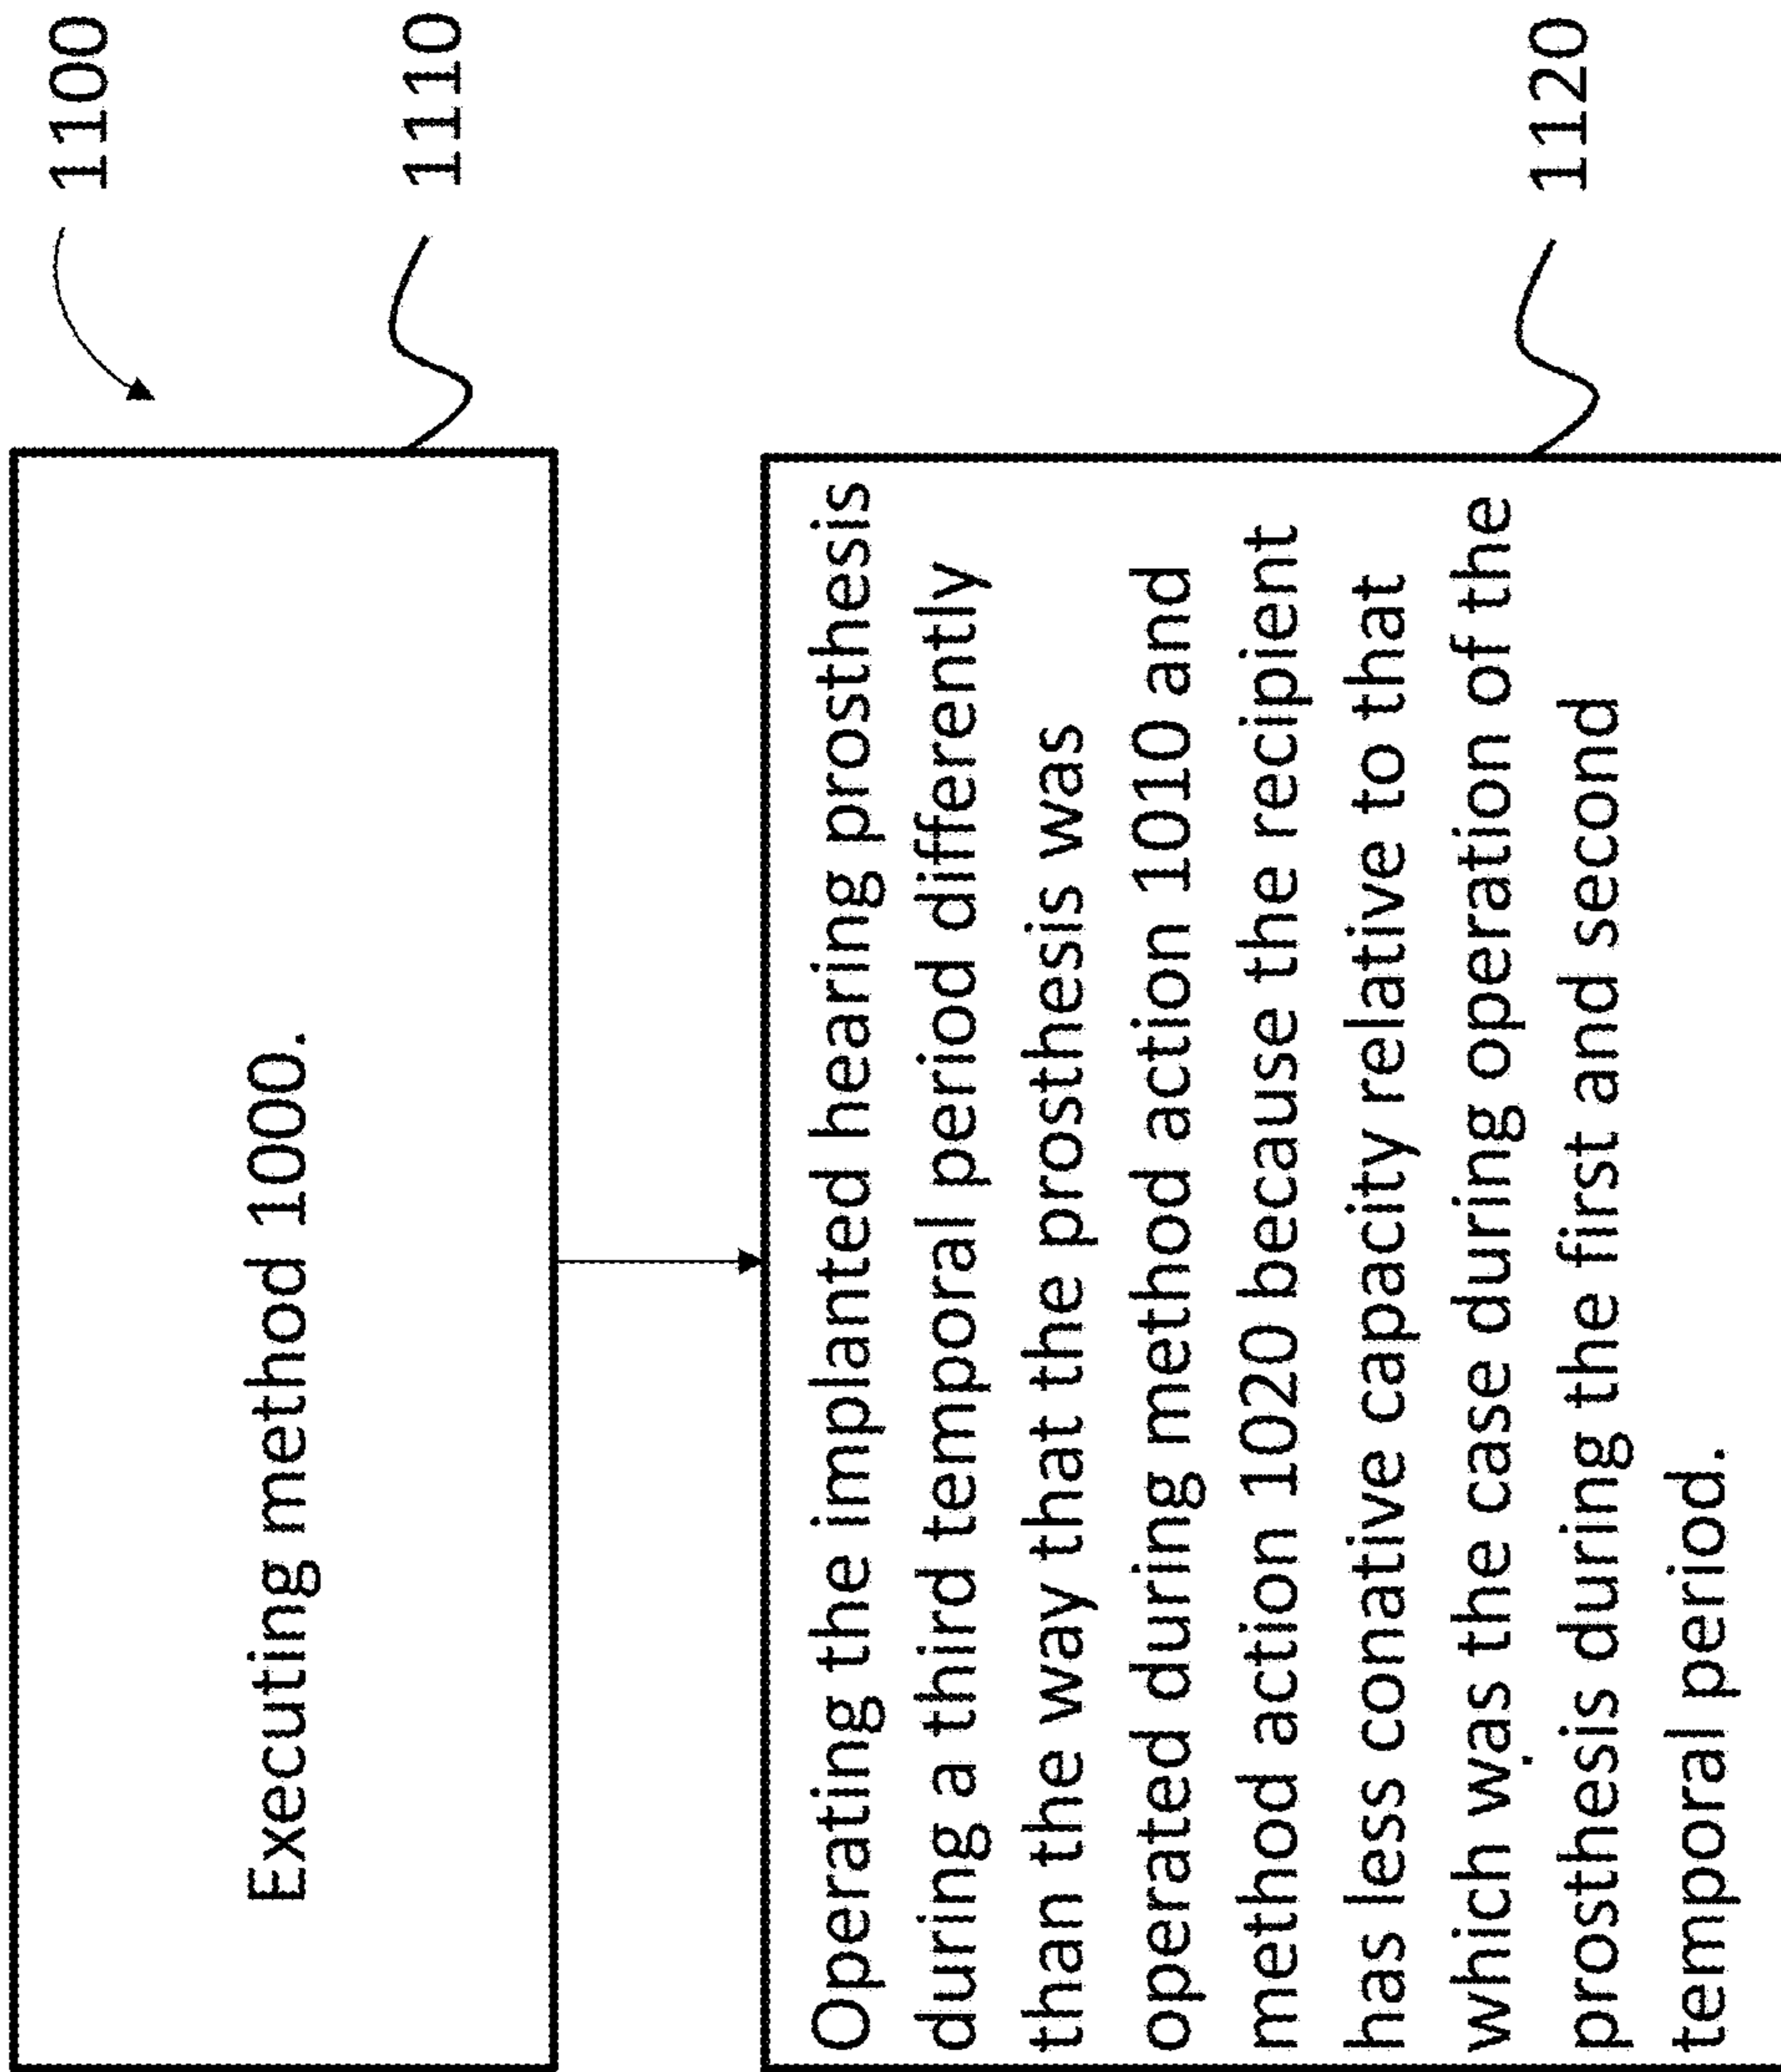 1100
Executing method 1000.
1110
Operating the implanted hearing prosthesis
during a third temporal period differently
than the way that the prosthesis was
operated during method action 1010 and
method action 1020 because the recipient
has less conative capacity relative to that
which was the case during operation of the
prosthesis during the first and second
temporal period.
1120